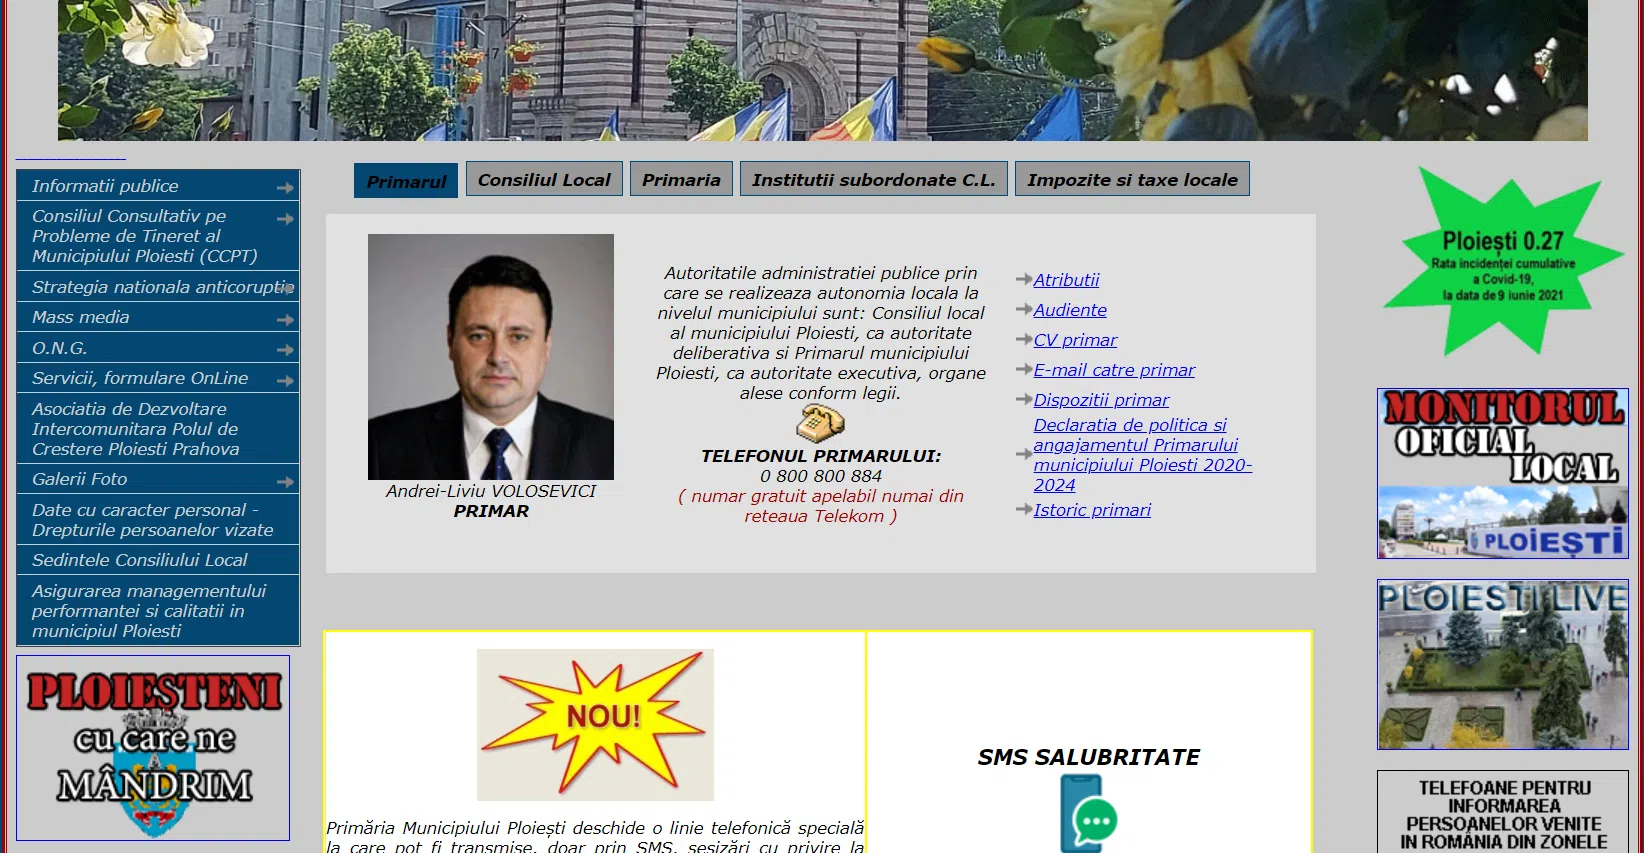 Informatii publice
Consiliul Consultativ pe
Probleme de Tineret al
Municipiului Ploiesti (CCPT)
Strategia nationala anticoruptie
Mass media
O.N.G.
Servicii, formulare OnLine
Asociatia de Dezvoltare
Intercomunitara Polul de
Crestere Ploiesti Prahova
Galerii Foto
Date cu caracter personal -
Drepturile persoanelor vizate
Sedintele Consiliului Local
Asigurarea managementului
performantei si calitatii in
municipiul Ploiesti
PLOIEȘTENI
cu care ne
MÂNDRIM
Primarul
Consiliul Local
Primaria
Institutii subordonate C.L.
Impozite si taxe locale
Andrei-Liviu VOLOSEVICI
PRIMAR
Autoritatile administratiei publice prin
care se realizeaza autonomia locala la
nivelul municipiului sunt: Consiliul local
al municipiului Ploiesti, ca autoritate
deliberativa si Primarul municipiului
Ploiesti, ca autoritate executiva, organe
alese conform legii.
TELEFONUL PRIMARULUI:
0 800 800 884
( numar gratuit apelabil numai din
reteaua Telekom )
Atributii
Audiente
CV primar
E-mail catre primar
Dispozitii primar
Declaratia de politica si
angajamentul Primarului
municipiului Ploiesti 2020-
2024
Istoric primari
NOU!
Primăria Municipiului Ploiești deschide o linie telefonică specială
la care pot fi transmise, doar prin SMS, sesizări cu privire la
SMS SALUBRITATE
Ploiești 0.27
Rata incidenței cumulative
a Covid-19,
la data de 9 iunie 2021
MONITORUL
OFICIAL
LOCAL
PLOIEȘTI
PLOIESTI LIVE
TELEFOANE PENTRU
INFORMAREA
PERSOANELOR VENITE
IN ROMÂNIA DIN ZONELE